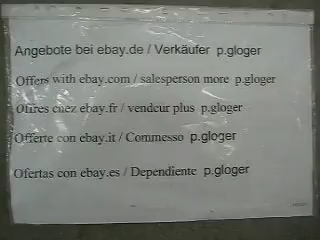 Angebote bei ebay.de / Verkäufer p.gloger
Offers with ebay.com / salesperson more p.gloger
Offres chez ebay.fr / vendeur plus p.gloger
Offerte con ebay.it / Commesso p.gloger
Ofertas con ebay.es / Dependiente p.gloger